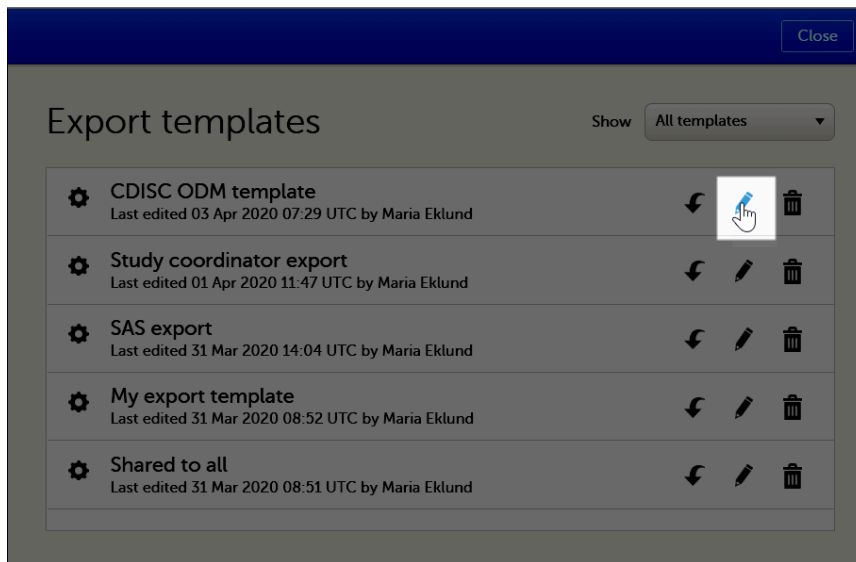 Close
Export templates
Show All templates
CDISC ODM template
Last edited 03 Apr 2020 07:29 UTC by Maria Eklund
Study coordinator export
Last edited 01 Apr 2020 11:47 UTC by Maria Eklund
SAS export
Last edited 31 Mar 2020 14:04 UTC by Maria Eklund
My export template
Last edited 31 Mar 2020 08:52 UTC by Maria Eklund
Shared to all
Last edited 31 Mar 2020 08:51 UTC by Maria Eklund